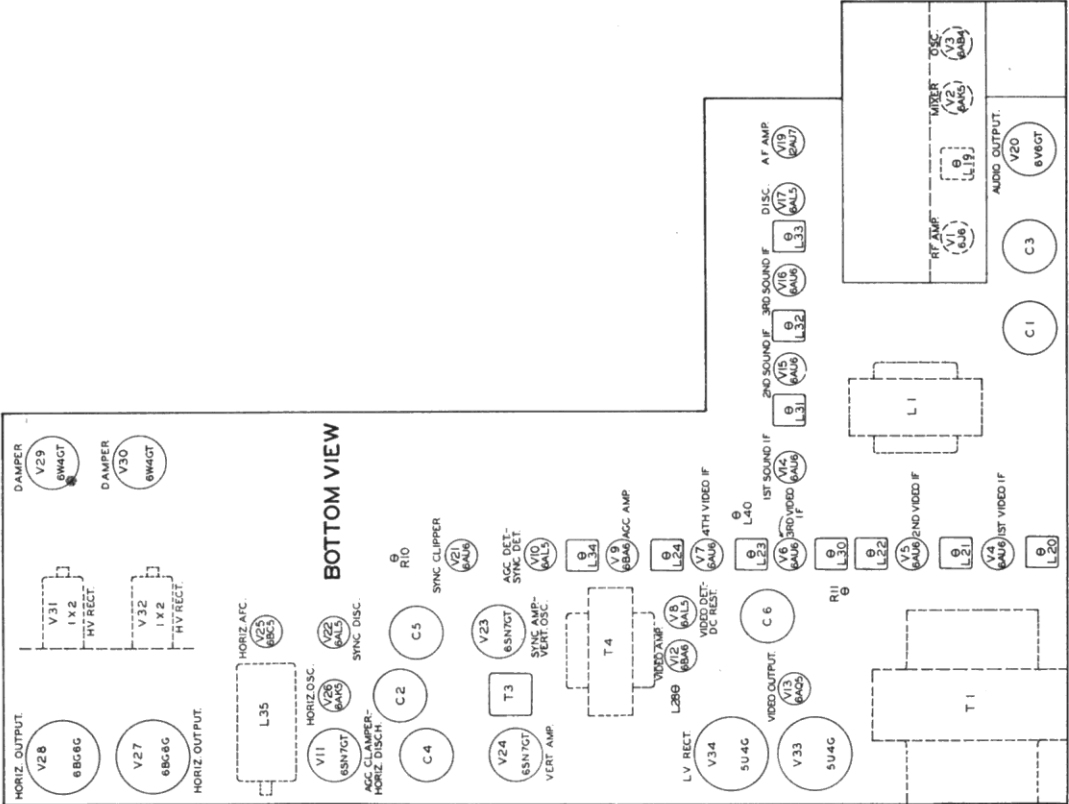 OSC.
V3
6AB4
MIXER
V2
6AK5
L19
RF AMP.
V1
6J6
AUDIO OUTPUT.
V20
6V6GT
C3
C1
A F AMP.
V19
12AU7
DISC.
V17
6AL5
L33
3RD SOUND IF
V16
6AU6
L32
2ND SOUND IF
V15
6AU6
L31
1ST SOUND IF
V14
6AU6
L1
DAMPER
V29
6W4GT
DAMPER
V30
6W4GT
BOTTOM VIEW
V31
1X2
HV RECT.
V32
1X2
HV RECT.
R10
SYNC CLIPPER
V21
6AU6
AGC DET.-
SYNC DET.
V10
6AL5
L34
V9
6BA6
AGC AMP
L24
V7
6AU6
4TH VIDEO IF
L40
L23
V6
6AU6
3RD VIDEO
IF
L30
R11
L22
V5
6AU6
2ND VIDEO IF
L21
V4
6AU6
1ST VIDEO IF
L20
HORIZ AFC.
V25
6BC5
V22
6AL5
SYNC DISC.
C5
V23
6SN7GT
SYNC AMP-
VERT. OSC.
T4
V8
6AL5
VIDEO DET-
DC REST.
VIDEO AMP.
V12
6BA6
L28
C6
L35
HORIZ.OSC.
V26
6AK5
C2
T3
HORIZ. OUTPUT.
V28
6BG6G
V27
6BG6G
HORIZ. OUTPUT.
V11
6SN7GT
AGC CLAMPER-
HORIZ. DISCH.
C4
V24
6SN7GT
VERT AMP.
LV RECT.
V34
5U4G
V33
5U4G
VIDEO OUTPUT.
V13
6AQ5
T1